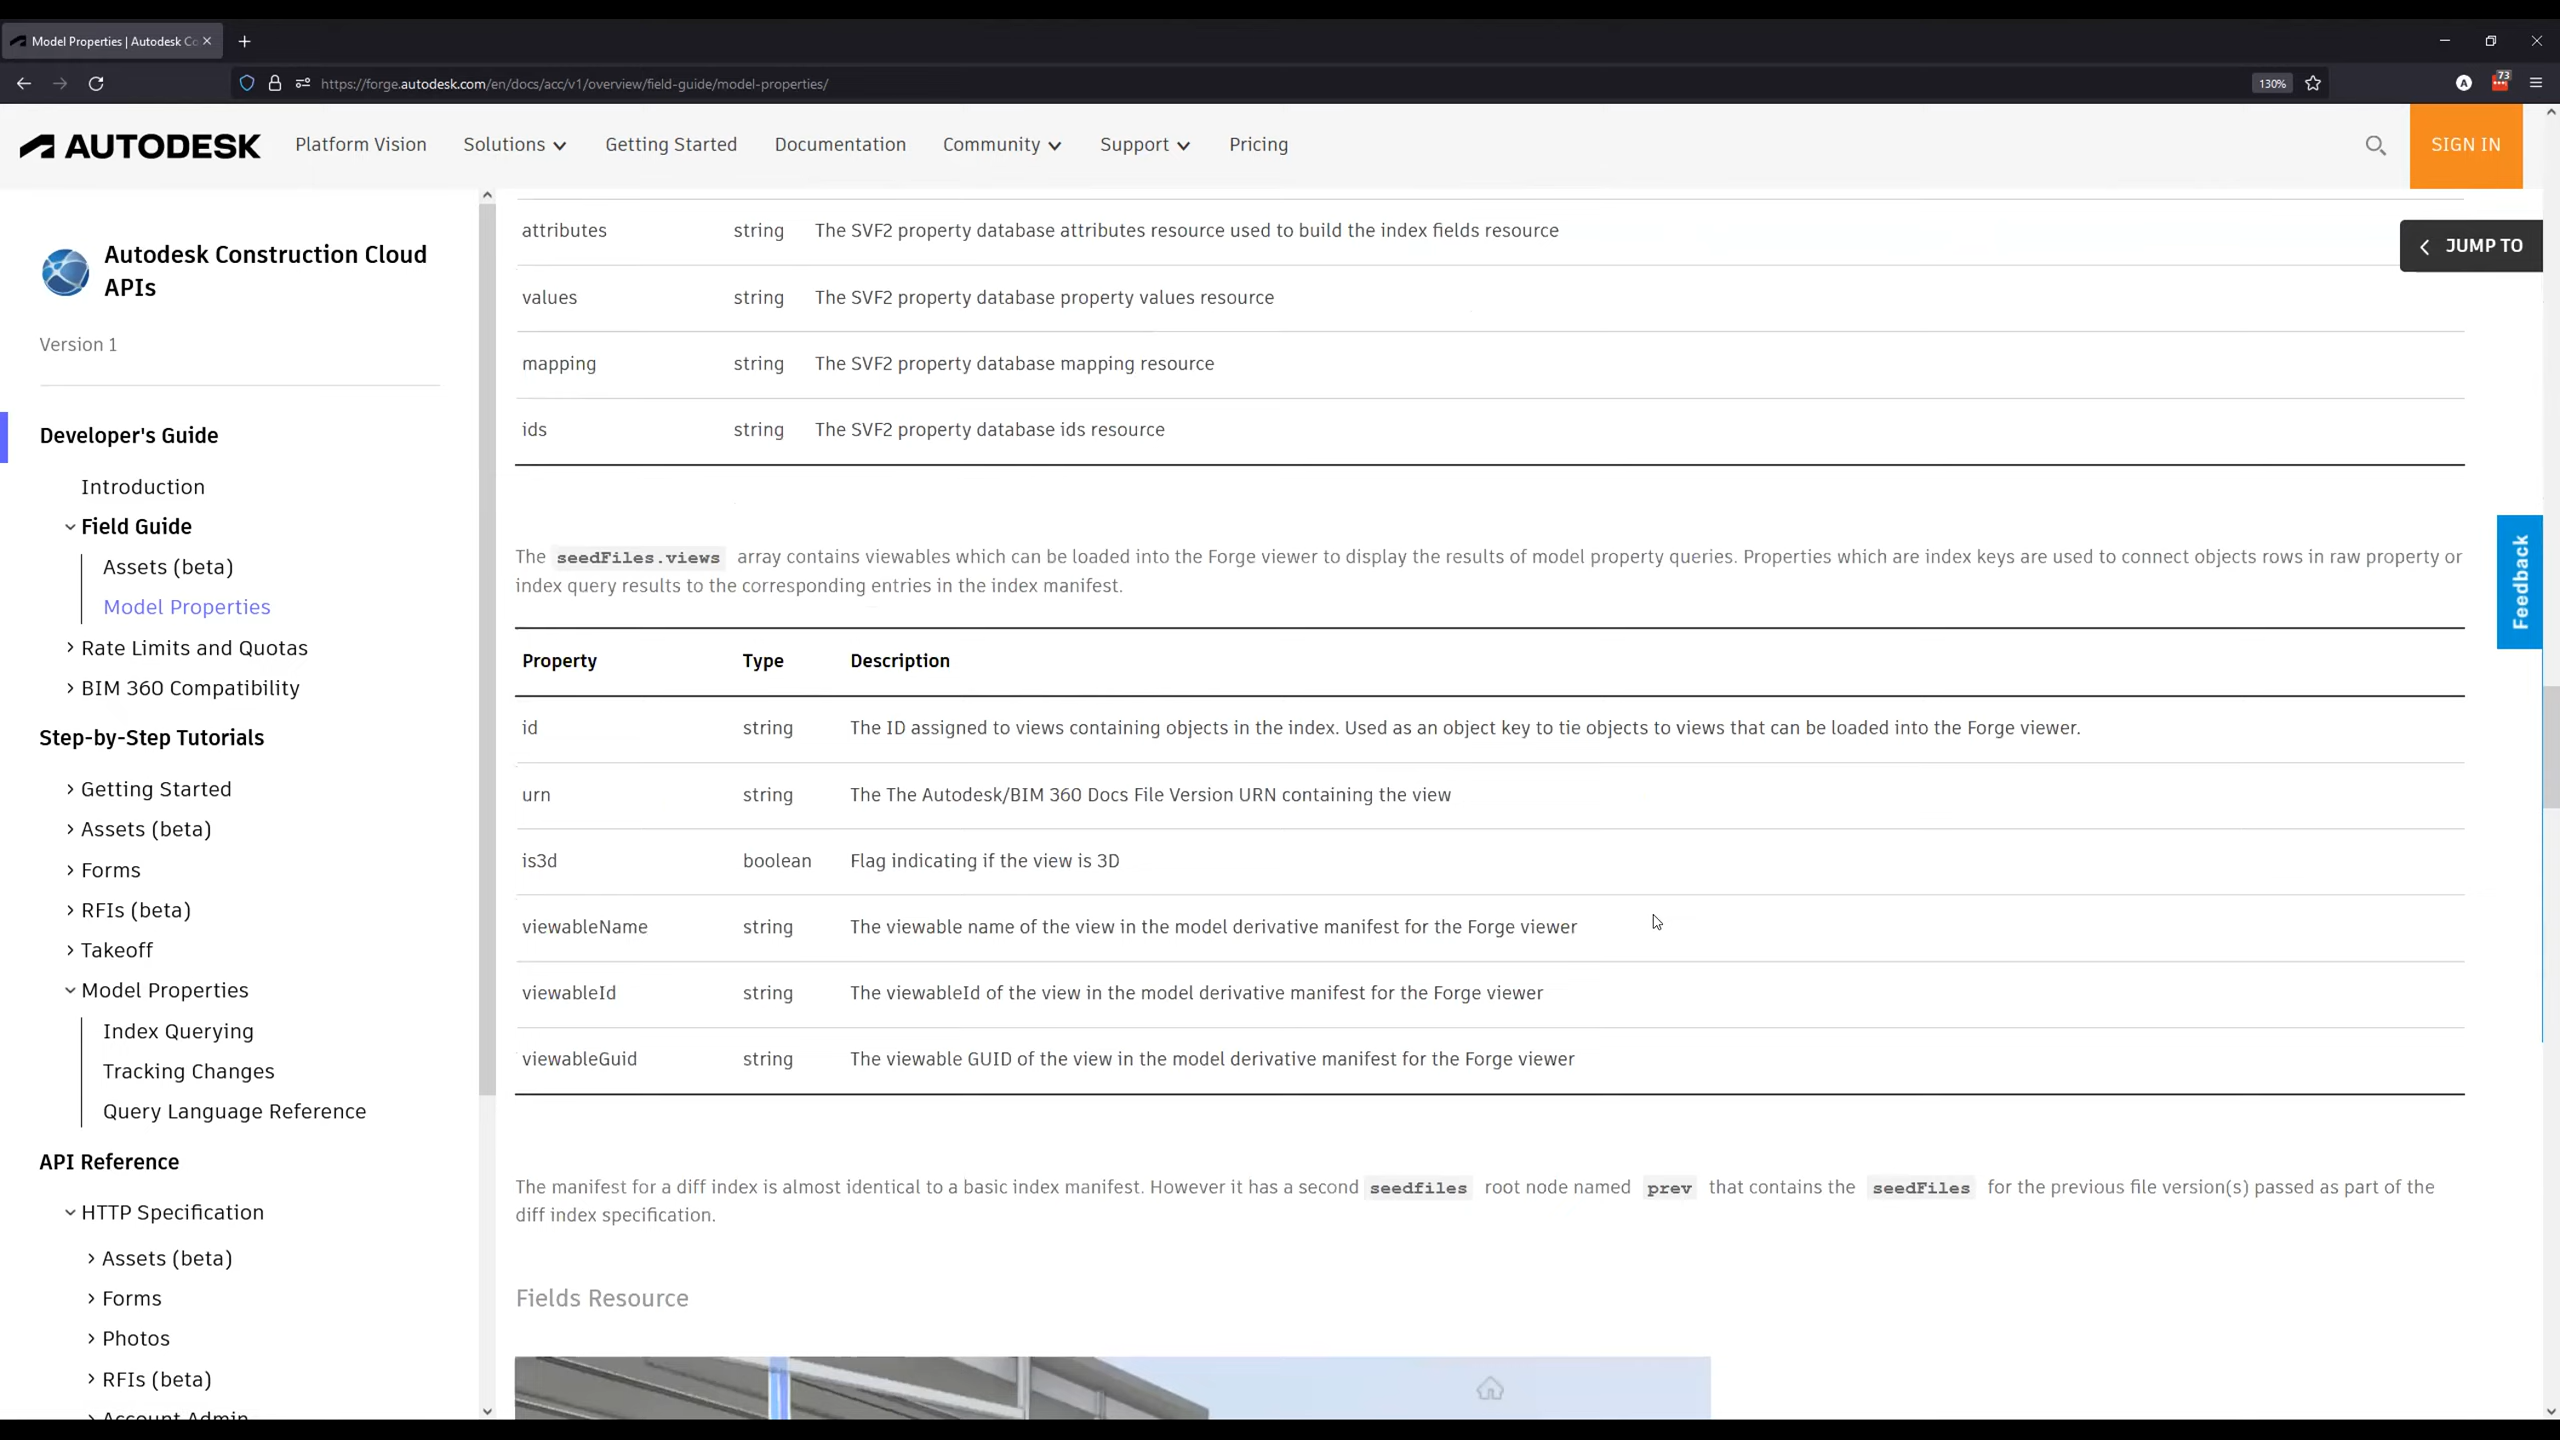 Model Properties | Autodesk Co
https://forge.autodesk.com/en/docs/acc/v1/overview/field-guide/model-properties/
130%
A
73
AUTODESK
Platform Vision
Solutions
Getting Started
Documentation
Community
Support
Pricing
SIGN IN
Autodesk Construction Cloud
APIs
Version 1
Developer's Guide
Introduction
Field Guide
Assets (beta)
Model Properties
Rate Limits and Quotas
BIM 360 Compatibility
Step-by-Step Tutorials
Getting Started
Assets (beta)
Forms
RFIs (beta)
Takeoff
Model Properties
Index Querying
Tracking Changes
Query Language Reference
API Reference
HTTP Specification
Assets (beta)
Forms
Photos
RFIs (beta)
Account Admin
JUMP TO
Feedback
attributes string The SVF2 property database attributes resource used to build the index fields resource
values string The SVF2 property database property values resource
mapping string The SVF2 property database mapping resource
ids string The SVF2 property database ids resource
The seedFiles.views array contains viewables which can be loaded into the Forge viewer to display the results of model property queries. Properties which are index keys are used to connect objects rows in raw property or
index query results to the corresponding entries in the index manifest.
Property Type Description
id string The ID assigned to views containing objects in the index. Used as an object key to tie objects to views that can be loaded into the Forge viewer.
urn string The The Autodesk/BIM 360 Docs File Version URN containing the view
is3d boolean Flag indicating if the view is 3D
viewableName string The viewable name of the view in the model derivative manifest for the Forge viewer
viewableId string The viewableId of the view in the model derivative manifest for the Forge viewer
viewableGuid string The viewable GUID of the view in the model derivative manifest for the Forge viewer
The manifest for a diff index is almost identical to a basic index manifest. However it has a second seedfiles root node named prev that contains the seedFiles for the previous file version(s) passed as part of the
diff index specification.
Fields Resource